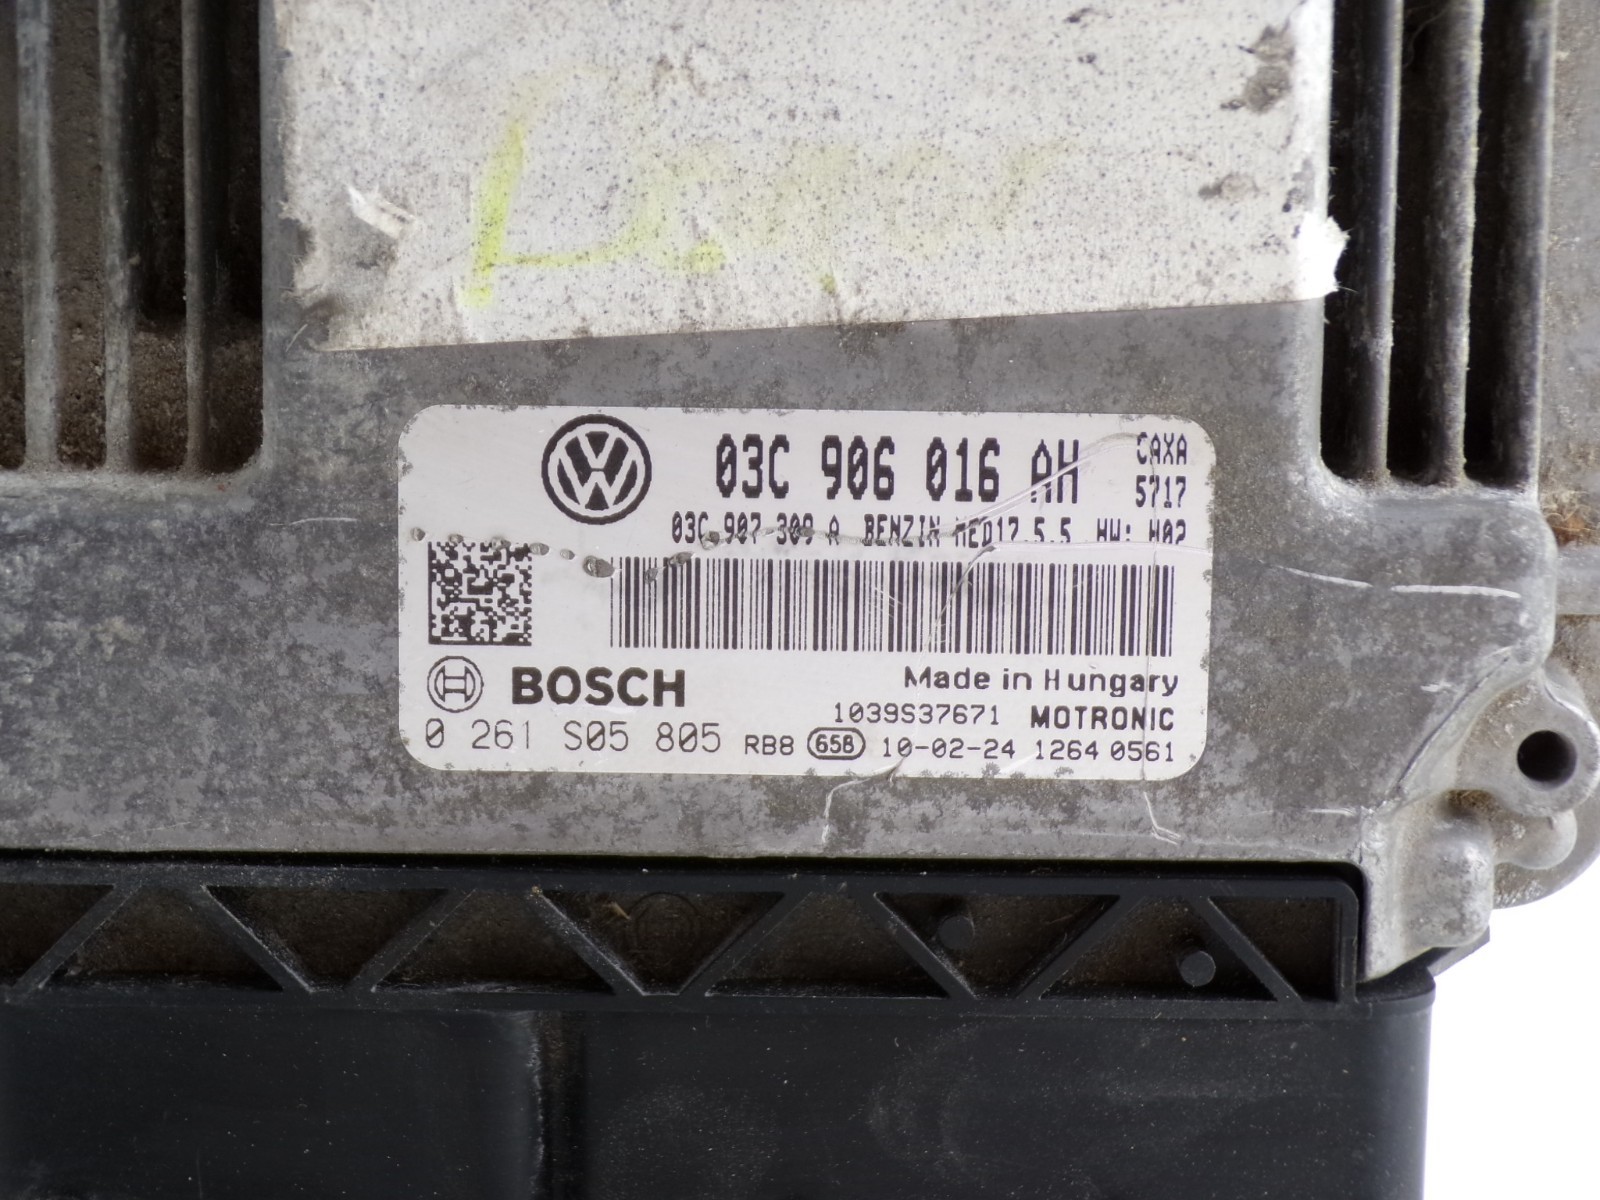 03C 906 016 AH
CAXA
5717
03C 907 309 A BENZIN MED17.5.5 HW: H02
BOSCH
Made in Hungary
1039S37671 MOTRONIC
0 261 S05 805 RB8 658 10-02-24 1264 0561